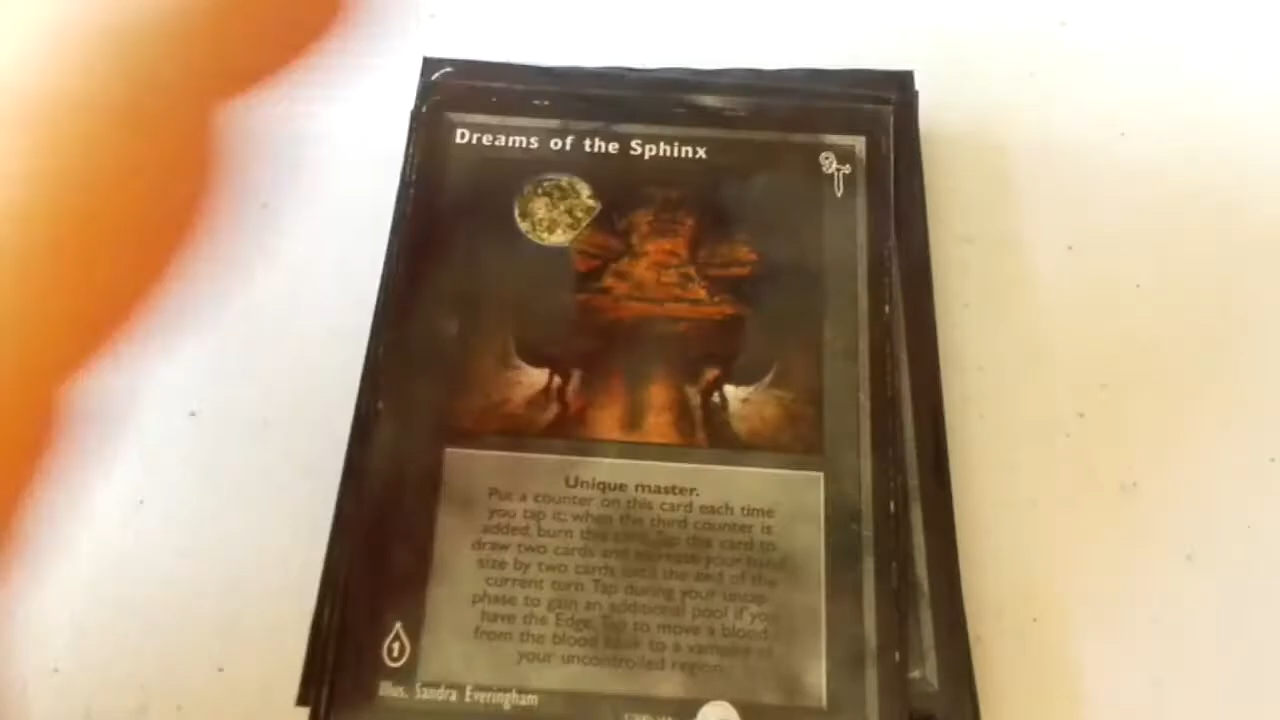 Dreams of the Sphinx
Unique master.
Put a counter on this card each time
you tap it; when the third counter is
added, burn this card. Tap this card to
draw two cards and increase your hand
size by two cards until the end of the
current turn. Tap during your untap
phase to gain an additional pool if you
have the Edge. Tap to move a blood
from the blood bank to a vampire in
your uncontrolled region.
1
Illus. Sandra Everingham